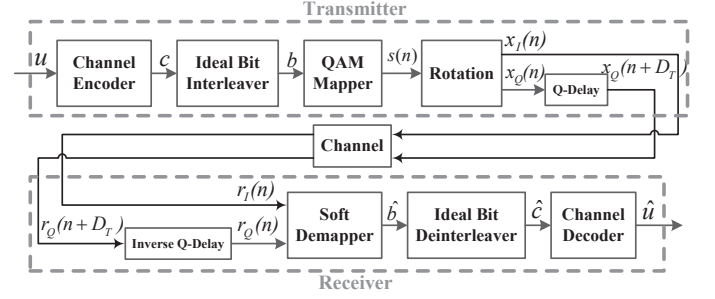 Transmitter
u
Channel
Encoder
c
Ideal Bit
Interleaver
b
QAM
Mapper
s(n)
Rotation
x_I(n)
x_Q(n)
Q-Delay
x_Q(n+D_T)
Channel
r_I(n)
r_Q(n+D_T)
Inverse Q-Delay
r_Q(n)
Soft
Demapper
b̂
Ideal Bit
Deinterleaver
ĉ
Channel
Decoder
û
Receiver